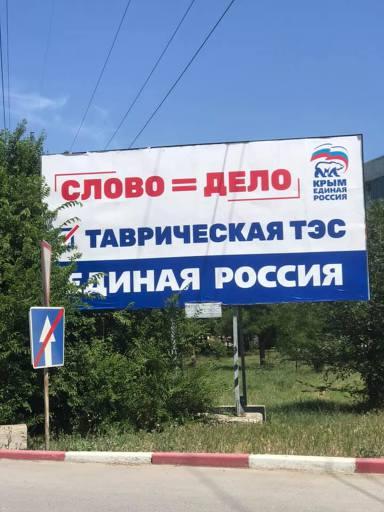 СЛОВО = ДЕЛО
КРЫМ
ЕДИНАЯ
РОССИЯ
ТАВРИЧЕСКАЯ ТЭС
ЕДИНАЯ РОССИЯ